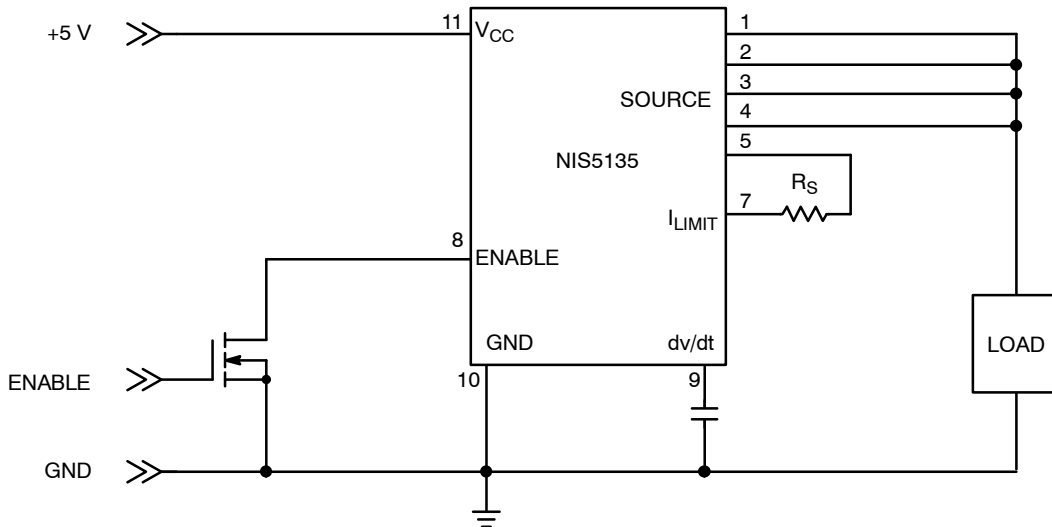 +5 V
11
V_CC
1
2
3
SOURCE
4
5
NIS5135
R_S
7
I_LIMIT
8
ENABLE
GND
dv/dt
LOAD
ENABLE
10
9
GND